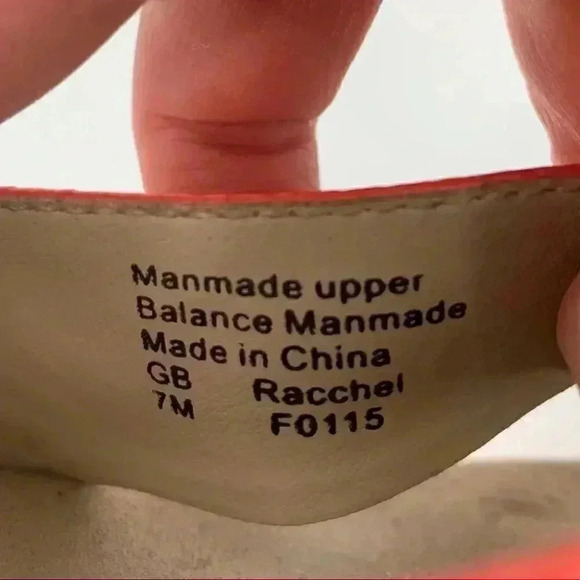 Manmade upper
Balance Manmade
Made in China
GB Racchel
7M F0115